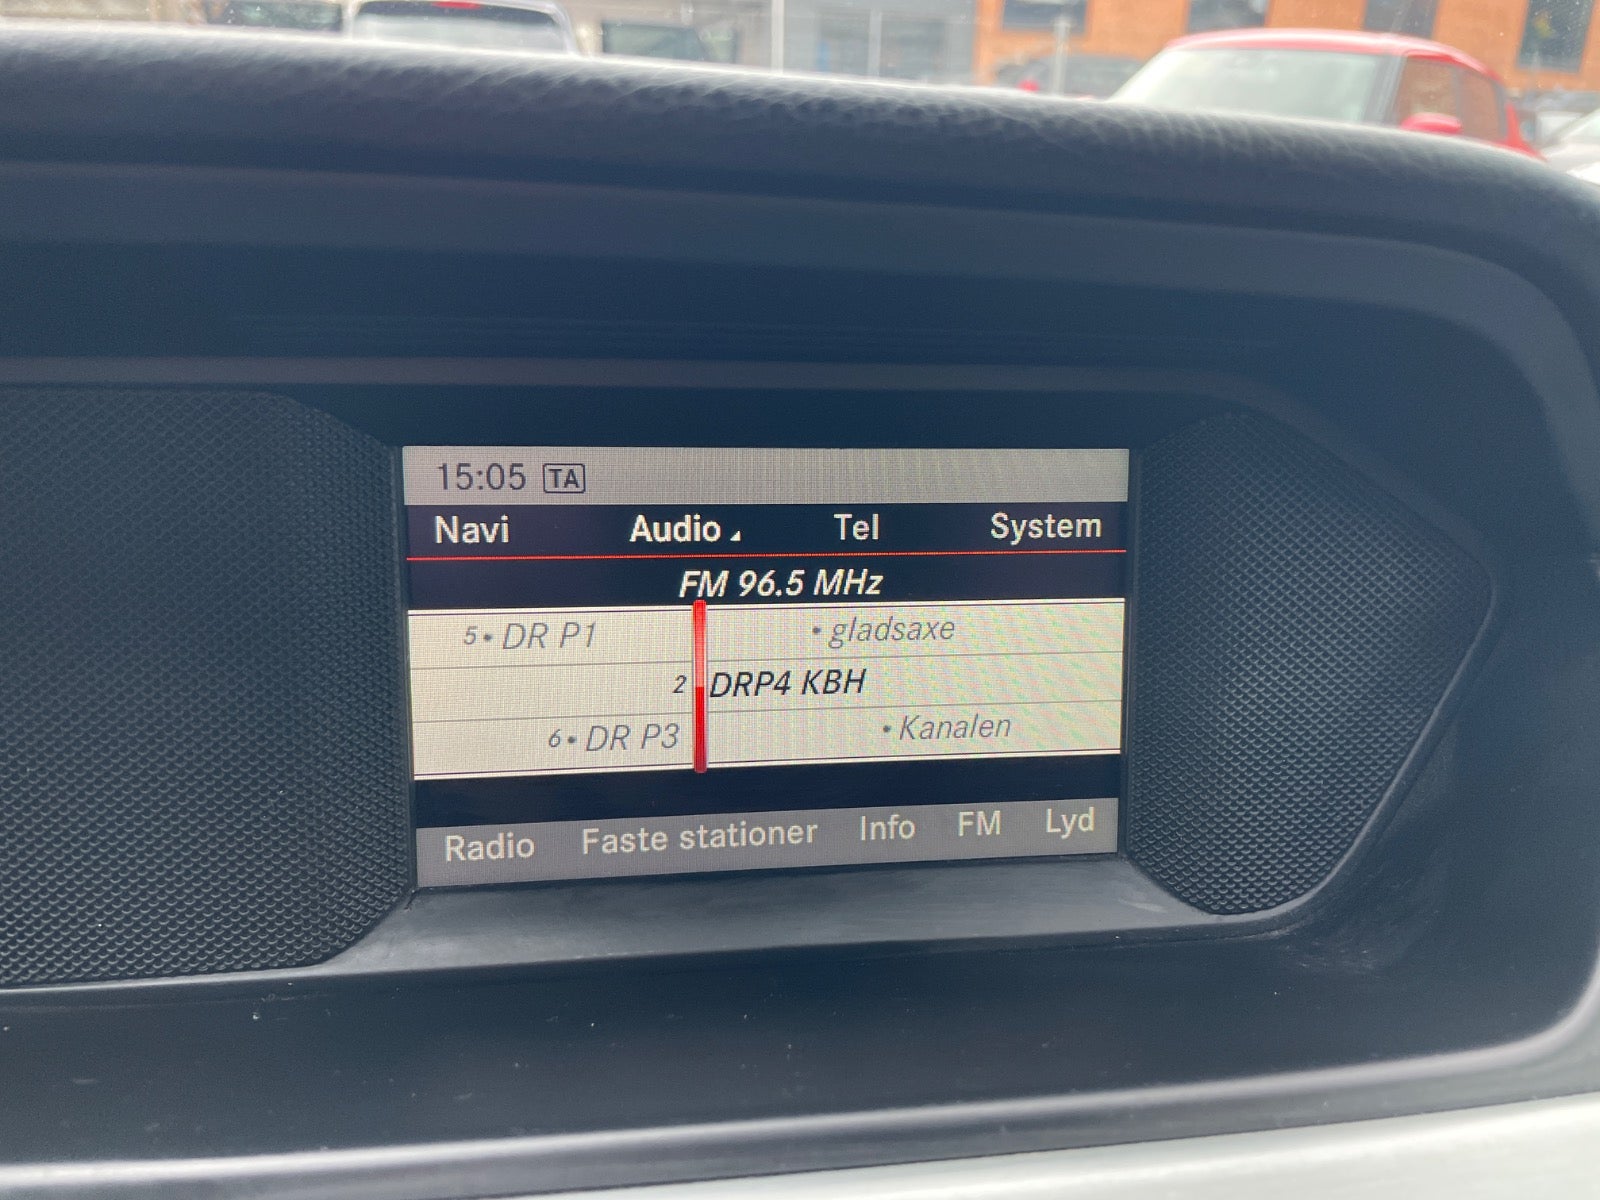 15:05 TA
Navi Audio Tel System
FM 96.5 MHz
5• DR P1 • gladsaxe
2 DRP4 KBH
6• DR P3 • Kanalen
Radio Faste stationer Info FM Lyd